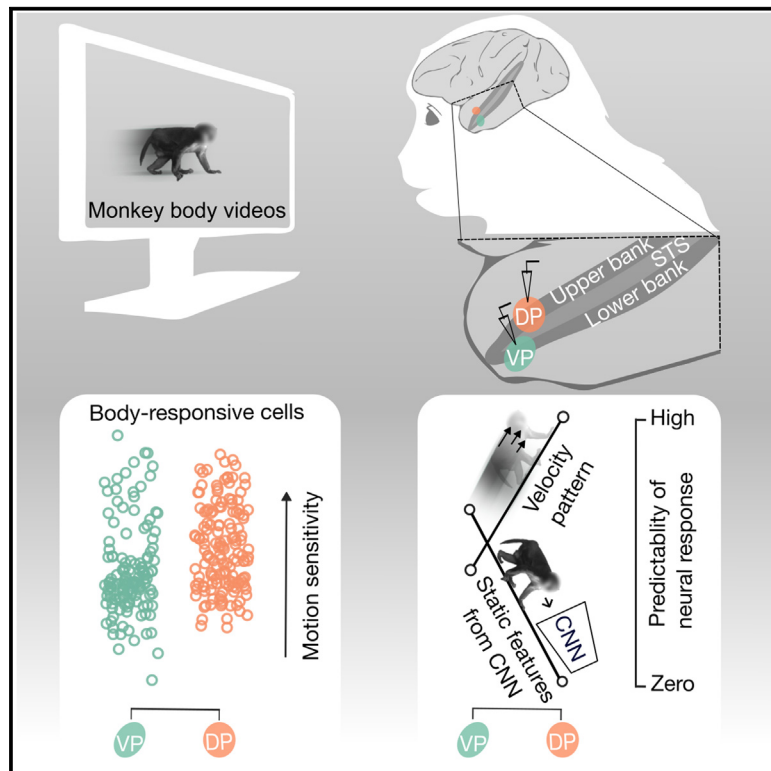 Monkey body videos
Upper bank
STS
Lower bank
DP
VP
Body-responsive cells
Motion sensitivity
VP
DP
Velocity
pattern
Static features
from CNN
CNN
High
Predictablity of
neural response
Zero
VP
DP